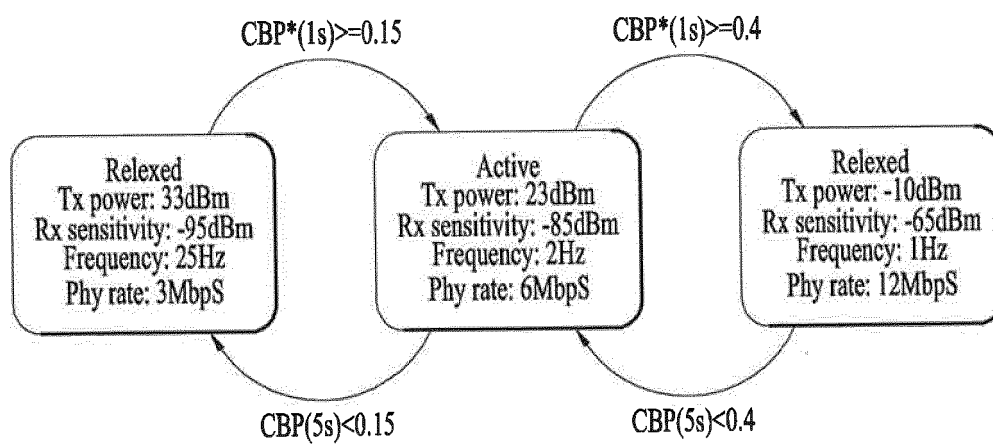 CBP*(1s)>=0.15
CBP*(1s)>=0.4
Relexed
Tx power: 33dBm
Rx sensitivity: -95dBm
Frequency: 25Hz
Phy rate: 3MbpS
Active
Tx power: 23dBm
Rx sensitivity: -85dBm
Frequency: 2Hz
Phy rate: 6MbpS
Relexed
Tx power: -10dBm
Rx sensitivity: -65dBm
Frequency: 1Hz
Phy rate: 12MbpS
CBP(5s)<0.15
CBP(5s)<0.4